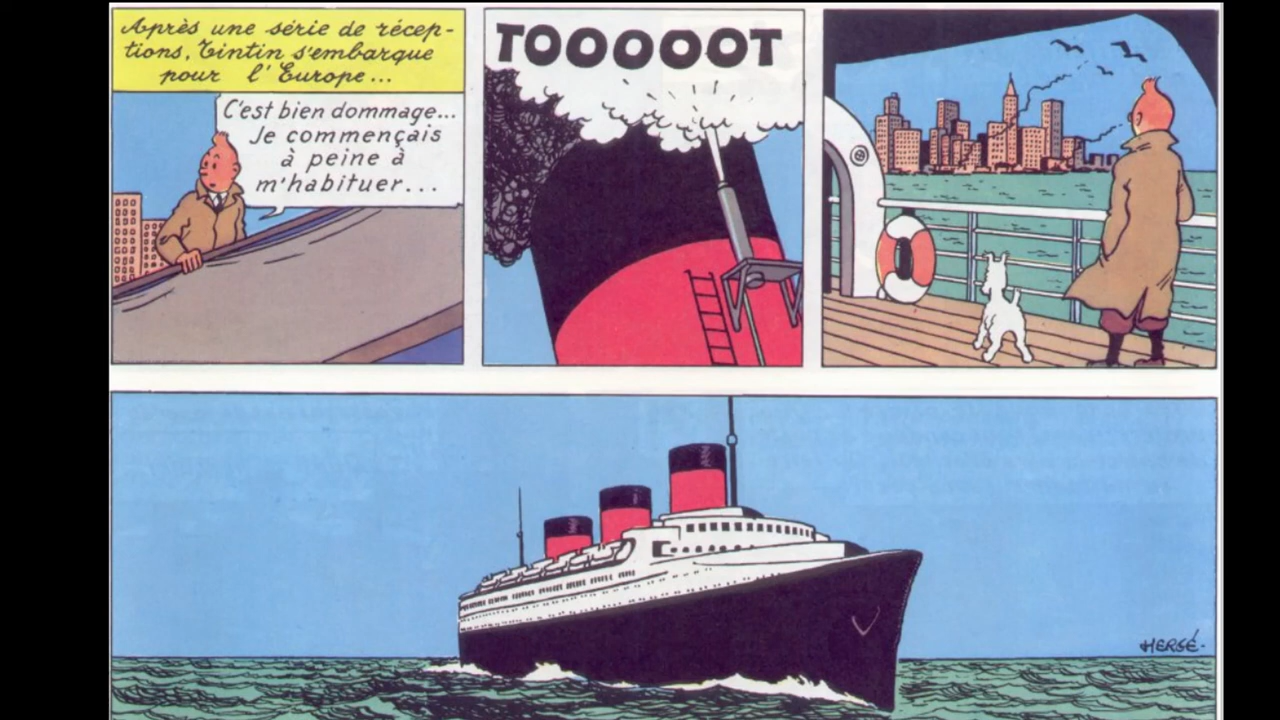 Après une série de récep-
tions, Tintin s'embarque
pour l'Europe...
C'est bien dommage...
Je commençais
à peine à
m'habituer...
TOOOOOT
HERGÉ.